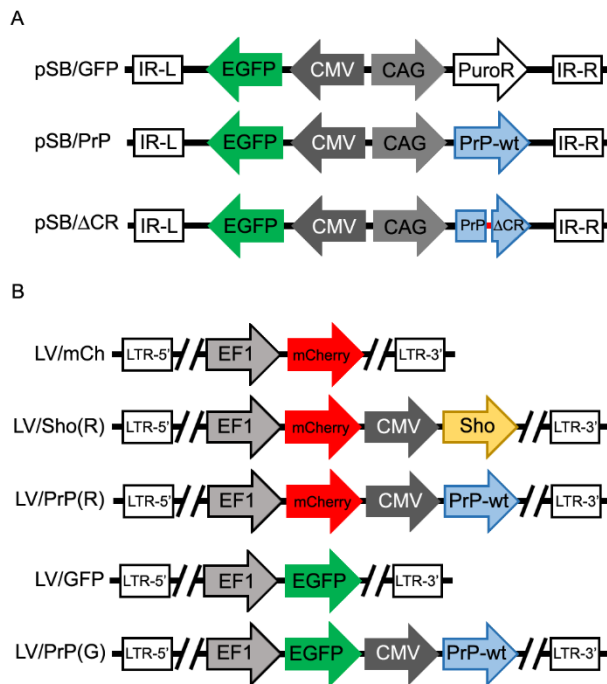 A
pSB/GFP IR-L EGFP CMV CAG PuroR IR-R
pSB/PrP IR-L EGFP CMV CAG PrP-wt IR-R
pSB/ΔCR IR-L EGFP CMV CAG PrP ΔCR IR-R
B
LV/mCh LTR-5' EF1 mCherry LTR-3'
LV/Sho(R) LTR-5' EF1 mCherry CMV Sho LTR-3'
LV/PrP(R) LTR-5' EF1 mCherry CMV PrP-wt LTR-3'
LV/GFP LTR-5' EF1 EGFP LTR-3'
LV/PrP(G) LTR-5' EF1 EGFP CMV PrP-wt LTR-3'